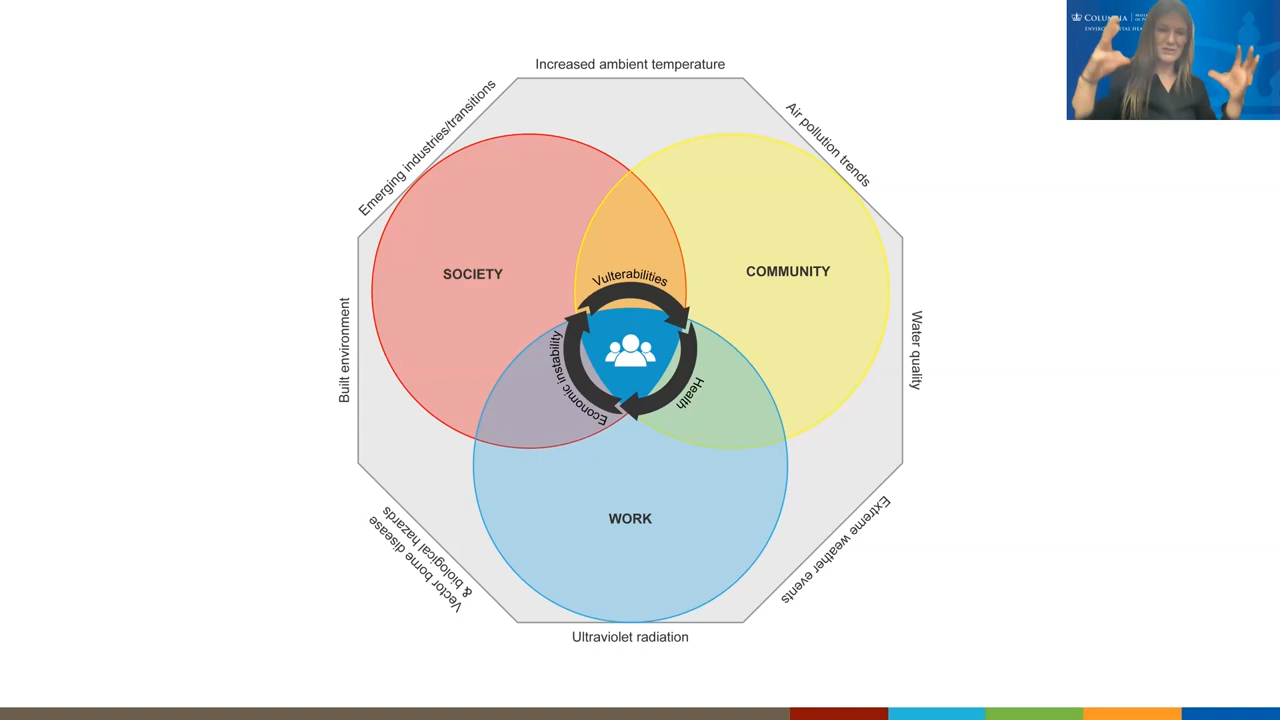 Increased ambient temperature
Emerging industries/transitions
Air pollution trends
SOCIETY
COMMUNITY
Vulterabilities
Built environment
Economic instability
Health
Water quality
WORK
Vector borne disease
& biological hazards
Extreme weather events
Ultraviolet radiation